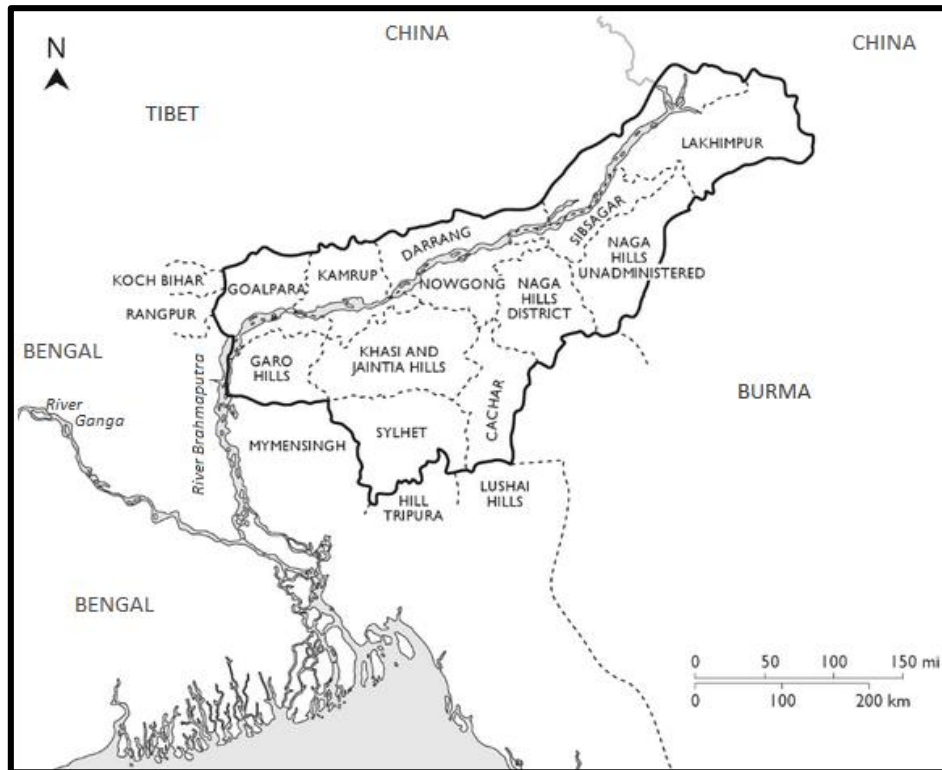 CHINA
N
CHINA
TIBET
LAKHIMPUR
SIBSAGAR
DARRANG
NAGA
HILLS
UNADMINISTERED
KAMRUP
KOCH BIHAR
GOALPARA
NOWGONG
NAGA
HILLS
DISTRICT
RANGPUR
BENGAL
GARO
HILLS
KHASI AND
JAINTIA HILLS
BURMA
River
Ganga
River Brahmaputra
CACHAR
MYMENSINGH
SYLHET
LUSHAI
HILLS
HILL
TRIPURA
BENGAL
0 50 100 150 mi
0 100 200 km